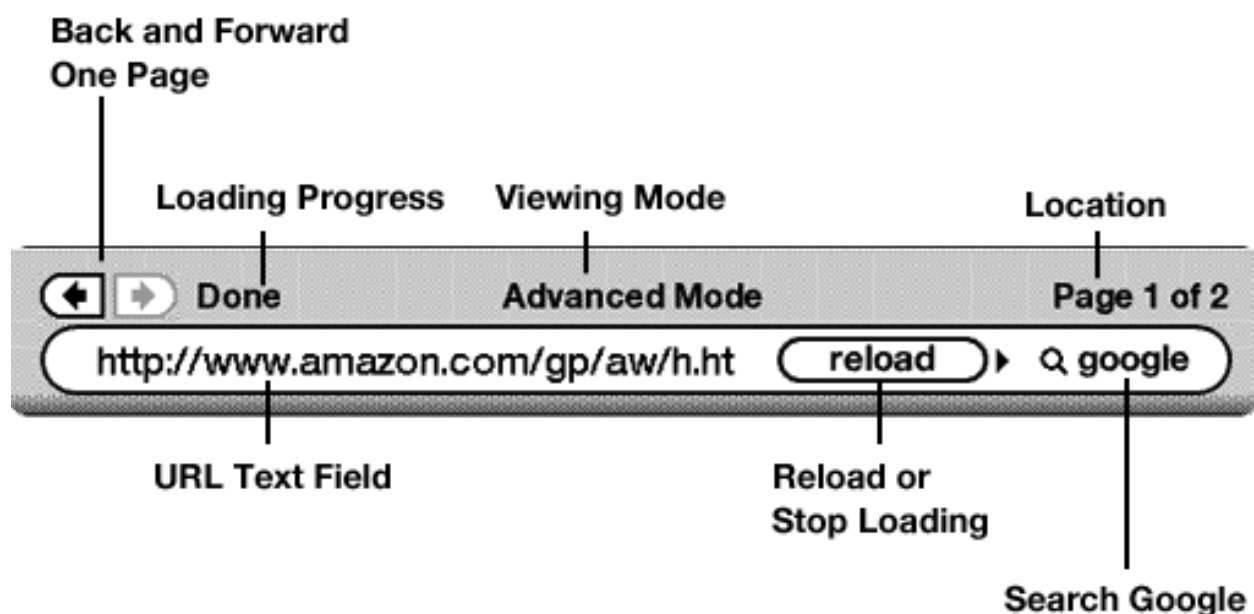 Back and Forward
One Page
Loading Progress Viewing Mode Location
Done Advanced Mode Page 1 of 2
http://www.amazon.com/gp/aw/h.ht reload google
URL Text Field Reload or
Stop Loading
Search Google